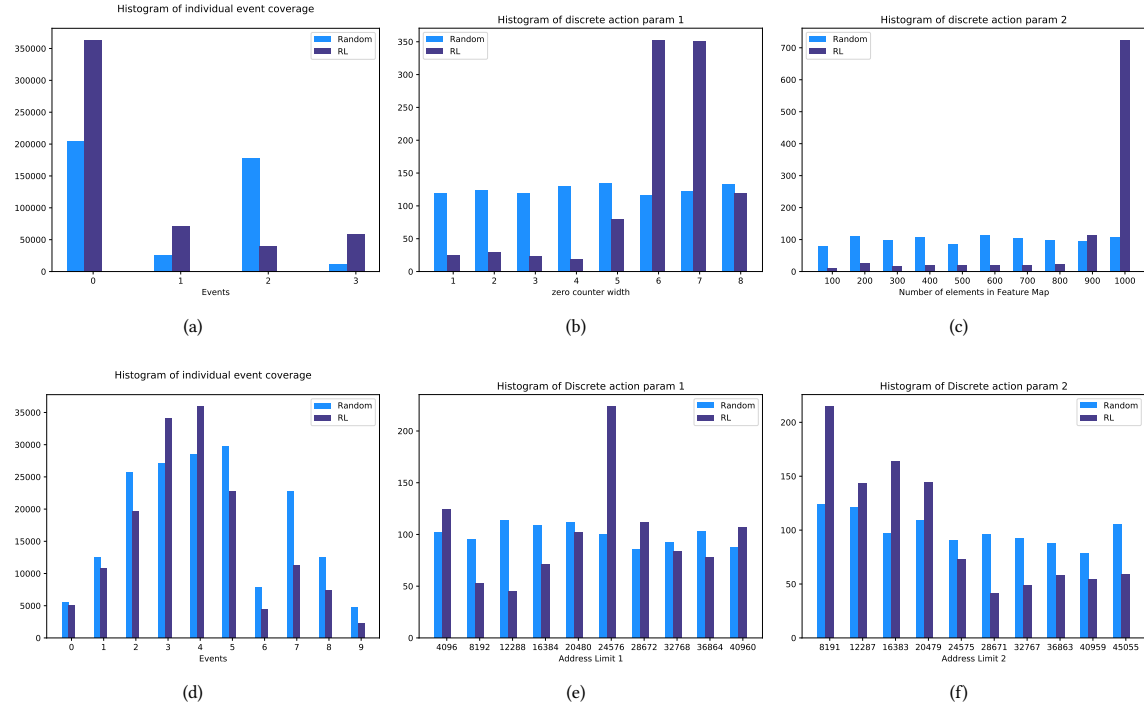 Histogram of individual event coverage
350000
300000
250000
200000
150000
100000
50000
0
Random
RL
0 1 2 3
Events
(a)
Histogram of discrete action param 1
350
300
250
200
150
100
50
0
Random
RL
1 2 3 4 5 6 7 8
zero counter width
(b)
Histogram of discrete action param 2
700
600
500
400
300
200
100
0
Random
RL
100 200 300 400 500 600 700 800 900 1000
Number of elements in Feature Map
(c)
Histogram of individual event coverage
35000
30000
25000
20000
15000
10000
5000
0
Random
RL
0 1 2 3 4 5 6 7 8 9
Events
(d)
Histogram of Discrete action param 1
200
150
100
50
0
Random
RL
4096 8192 12288 16384 20480 24576 28672 32768 36864 40960
Address Limit 1
(e)
Histogram of Discrete action param 2
200
150
100
50
0
Random
RL
8191 12287 16383 20479 24575 28671 32767 36863 40959 45055
Address Limit 2
(f)